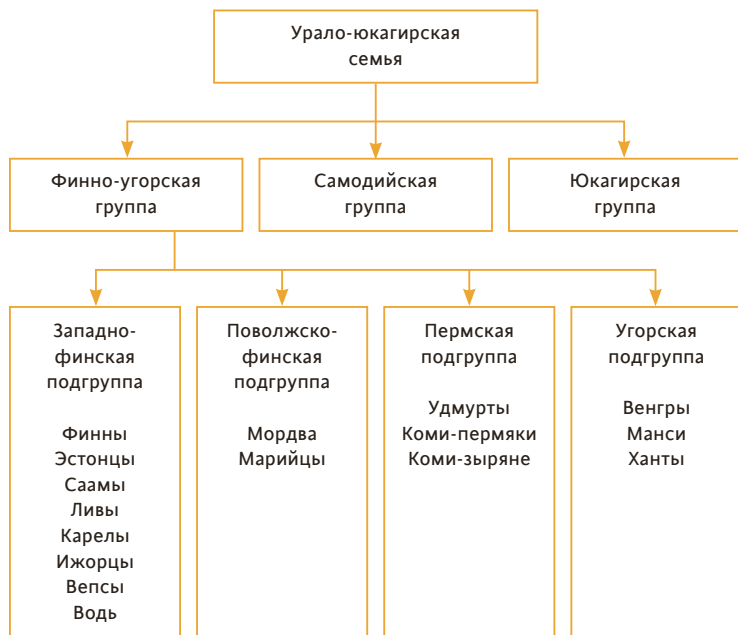 Урало-юкагирская
семья
Финно-угорская
группа
Самодийская
группа
Юкагирская
группа
Западно-
финская
подгруппа
Финны
Эстонцы
Саамы
Ливы
Карелы
Ижорцы
Вепсы
Водь
Поволжско-
финская
подгруппа
Мордва
Марийцы
Пермская
подгруппа
Удмурты
Коми-пермяки
Коми-зыряне
Угорская
подгруппа
Венгры
Манси
Ханты